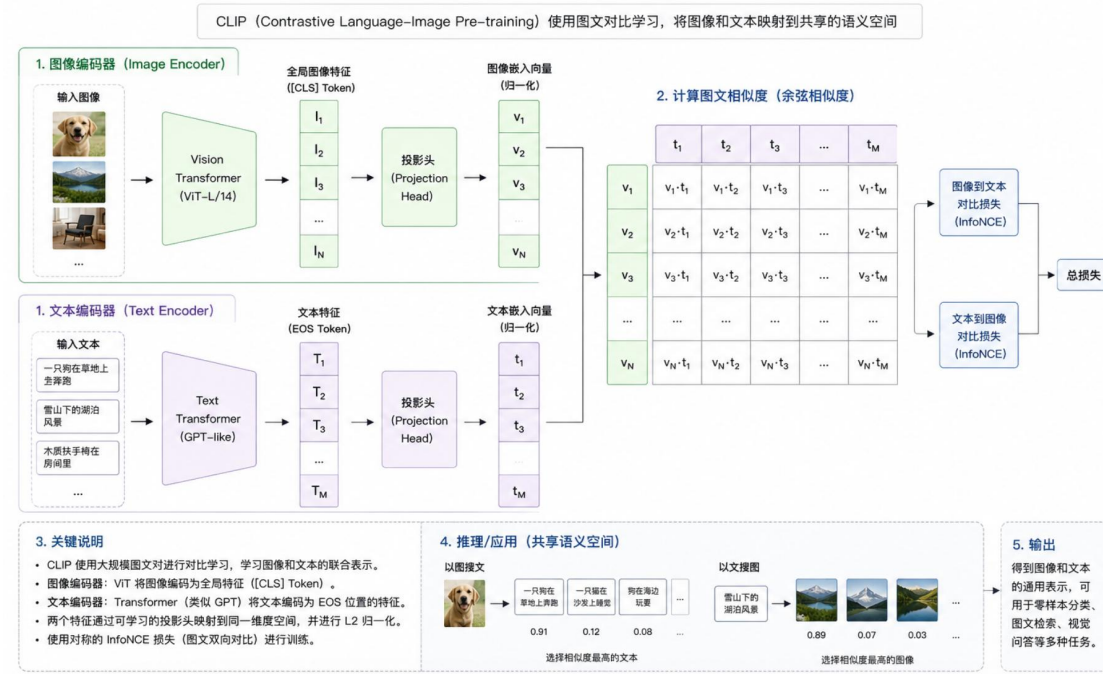 CLIP（Contrastive Language-Image Pre-training）使用图文对比学习，将图像和文本映射到共享的语义空间
1. 图像编码器（Image Encoder）
输入图像
...
Vision
Transformer
(ViT-L/14)
全局图像特征
([CLS] Token)
I₁
I₂
I₃
...
I_N
投影头
(Projection
Head)
图像嵌入向量
(归一化)
v₁
v₂
v₃
...
v_N
1. 文本编码器（Text Encoder）
输入文本
一只狗在草地上
奔跑
雪山下的湖泊
风景
木质扶手椅在
房间里
...
Text
Transformer
(GPT-like)
文本特征
(EOS Token)
T₁
T₂
T₃
...
T_M
投影头
(Projection
Head)
文本嵌入向量
(归一化)
t₁
t₂
t₃
...
t_M
2. 计算图文相似度（余弦相似度）
t₁ t₂ t₃ ... t_M
v₁ v₁·t₁ v₁·t₂ v₁·t₃ ... v₁·t_M
v₂ v₂·t₁ v₂·t₂ v₂·t₃ ... v₂·t_M
v₃ v₃·t₁ v₃·t₂ v₃·t₃ ... v₃·t_M
... ... ... ... ... ...
v_N v_N·t₁ v_N·t₂ v_N·t₃ ... v_N·t_M
图像到文本
对比损失
(InfoNCE)
文本到图像
对比损失
(InfoNCE)
总损失
3. 关键说明
• CLIP 使用大规模图文对进行对比学习，学习图像和文本的联合表示。
• 图像编码器：ViT 将图像编码为全局特征（[CLS] Token）。
• 文本编码器：Transformer（类似 GPT）将文本编码为 EOS 位置的特征。
• 两个特征通过可学习的投影头映射到同一维度空间，并进行 L2 归一化。
• 使用对称的 InfoNCE 损失（图文双向对比）进行训练。
4. 推理/应用（共享语义空间）
以图搜文
一只狗在
草地上奔跑
一只猫在
沙发上睡觉
狗在海边
玩耍
...
0.91 0.12 0.08 ...
选择相似度最高的文本
以文搜图
雪山下的
湖泊风景
...
0.89 0.07 0.03 ...
选择相似度最高的图像
5. 输出
得到图像和文本
的通用表示，可
用于零样本分类、
图文检索、视觉
问答等多种任务。